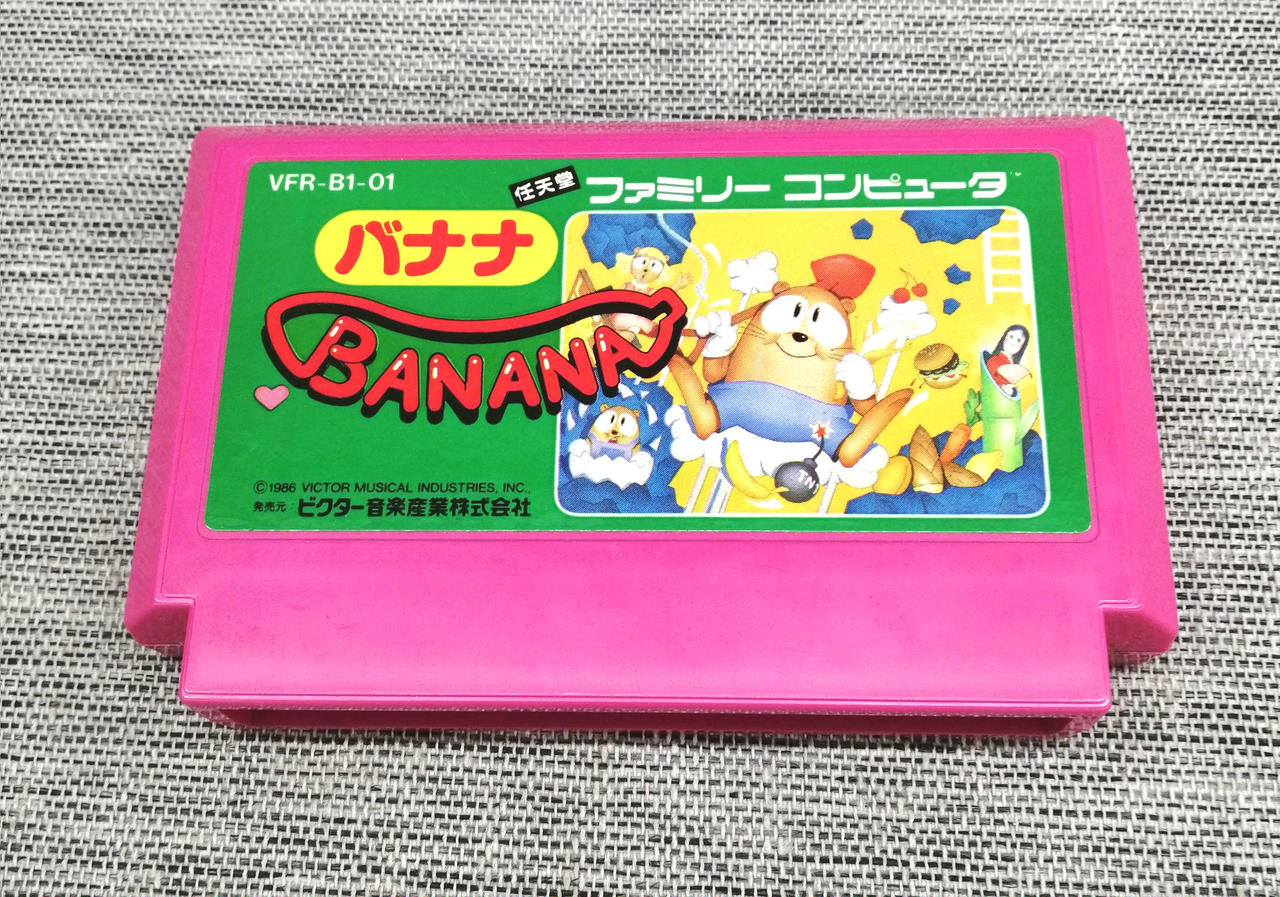 VFR-B1-01
任天堂 ファミリー コンピュータ
バナナ
BANANA
TNT
©1986 VICTOR MUSICAL INDUSTRIES, INC.,
発売元 ビクター音楽産業株式会社